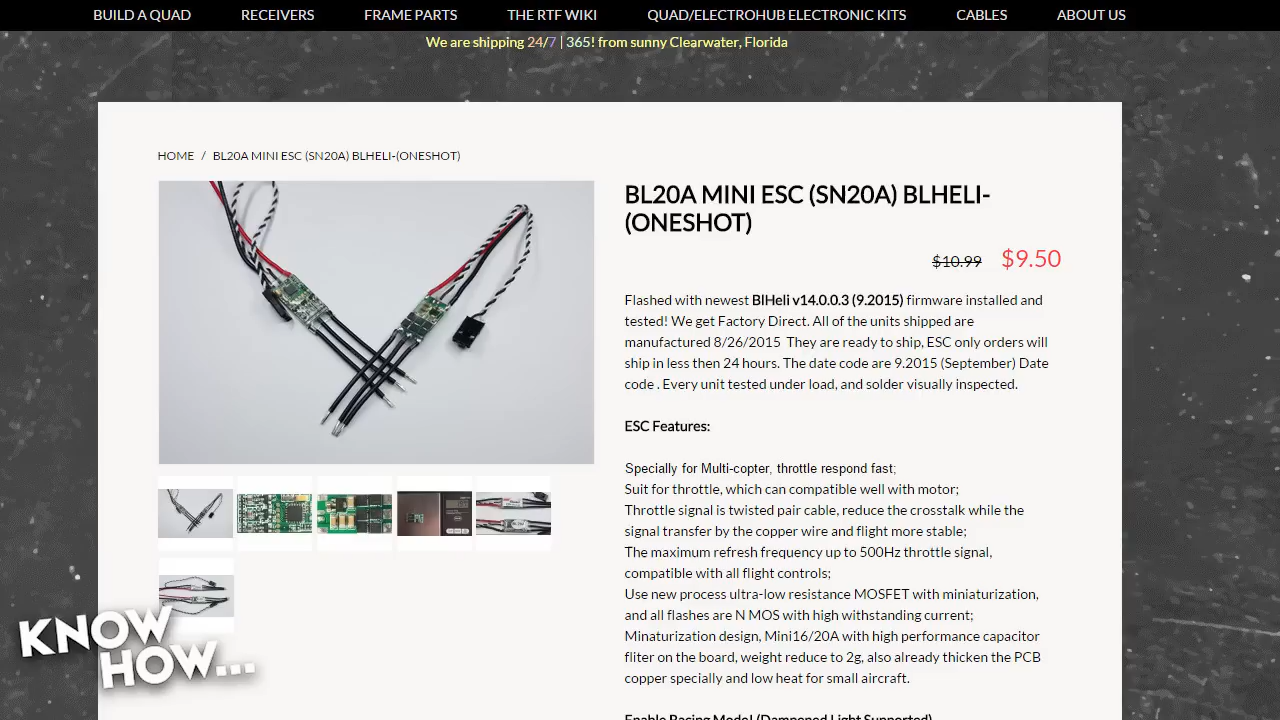 BUILD A QUAD RECEIVERS FRAME PARTS THE RTF WIKI QUAD/ELECTROHUB ELECTRONIC KITS CABLES ABOUT US
We are shipping 24/7 | 365! from sunny Clearwater, Florida
HOME / BL20A MINI ESC (SN20A) BLHELI-(ONESHOT)
BL20A MINI ESC (SN20A) BLHELI-
(ONESHOT)
$10.99 $9.50
Flashed with newest BlHeli v14.0.0.3 (9.2015) firmware installed and
tested! We get Factory Direct. All of the units shipped are
manufactured 8/26/2015 They are ready to ship, ESC only orders will
ship in less then 24 hours. The date code are 9.2015 (September) Date
code . Every unit tested under load, and solder visually inspected.
ESC Features:
Specially for Multi-copter, throttle respond fast;
Suit for throttle, which can compatible well with motor;
Throttle signal is twisted pair cable, reduce the crosstalk while the
signal transfer by the copper wire and flight more stable;
The maximum refresh frequency up to 500Hz throttle signal,
compatible with all flight controls;
Use new process ultra-low resistance MOSFET with miniaturization,
and all flashes are N MOS with high withstanding current;
Minaturization design, Mini16/20A with high performance capacitor
fliter on the board, weight reduce to 2g, also already thicken the PCB
copper specially and low heat for small aircraft.
Enable Racing Mode! (Dampened Light Supported)
KNOW
HOW...